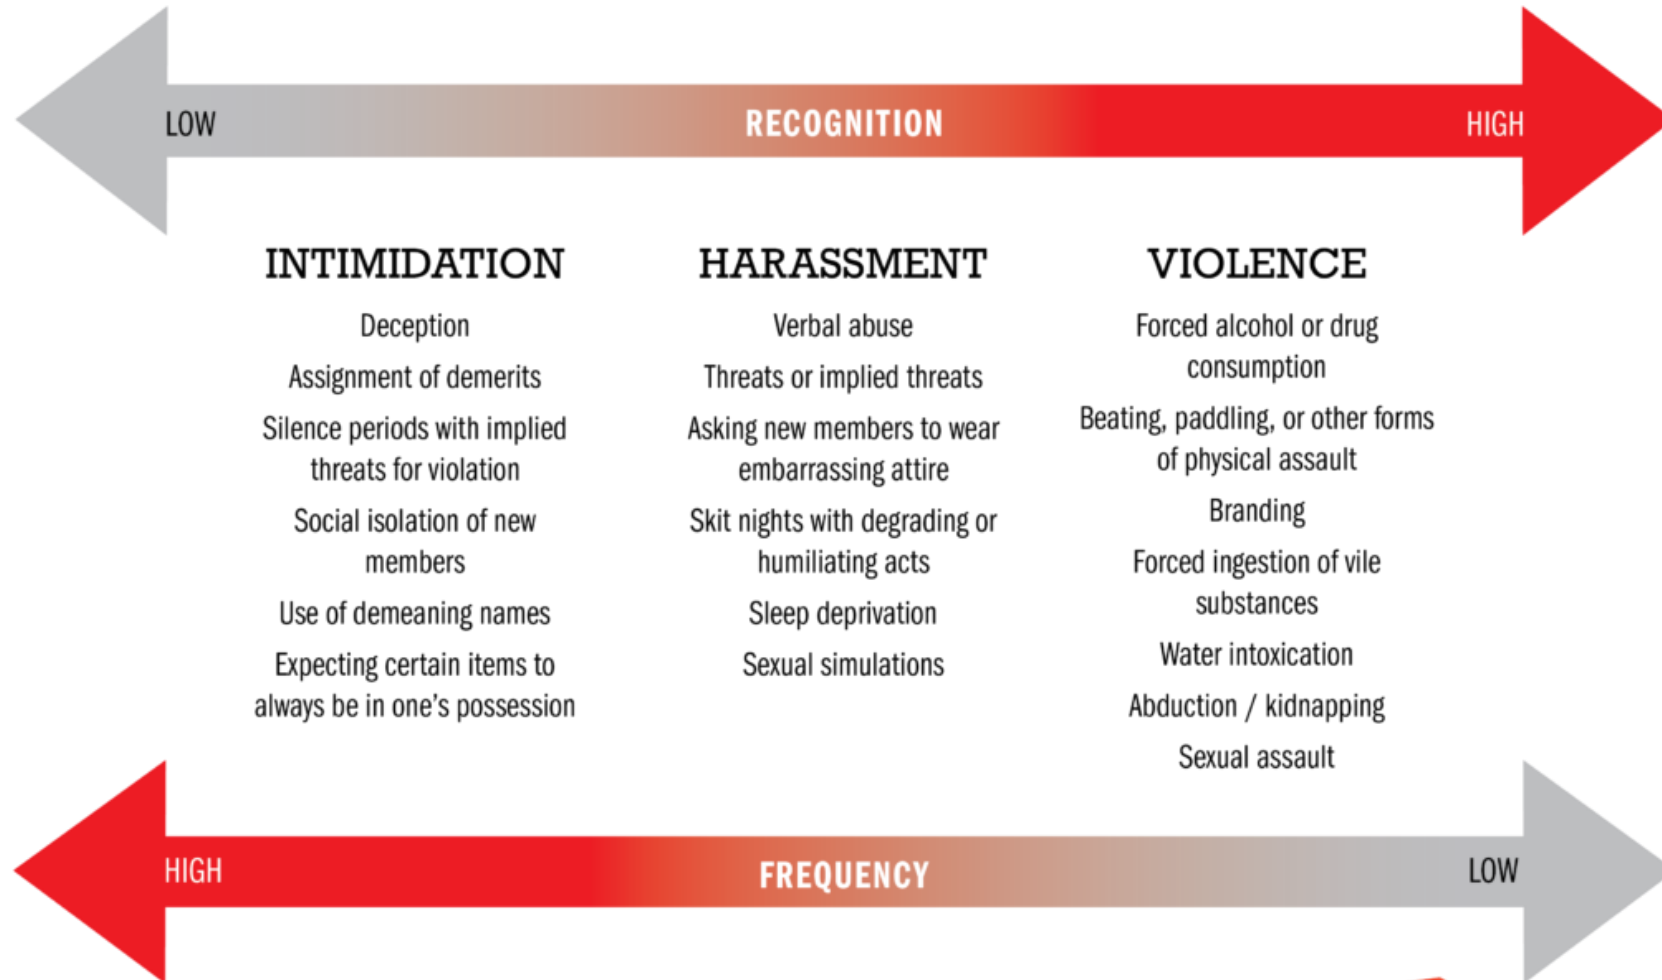 LOW RECOGNITION HIGH
INTIMIDATION
Deception
Assignment of demerits
Silence periods with implied
threats for violation
Social isolation of new
members
Use of demeaning names
Expecting certain items to
always be in one’s possession
HARASSMENT
Verbal abuse
Threats or implied threats
Asking new members to wear
embarrassing attire
Skit nights with degrading or
humiliating acts
Sleep deprivation
Sexual simulations
VIOLENCE
Forced alcohol or drug
consumption
Beating, paddling, or other forms
of physical assault
Branding
Forced ingestion of vile
substances
Water intoxication
Abduction / kidnapping
Sexual assault
HIGH FREQUENCY LOW